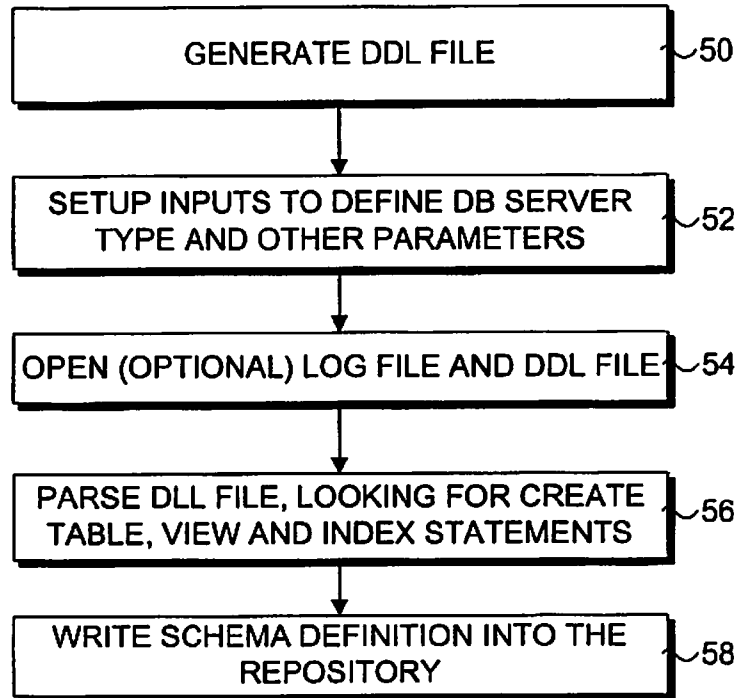 GENERATE DDL FILE
50
SETUP INPUTS TO DEFINE DB SERVER
TYPE AND OTHER PARAMETERS
52
OPEN (OPTIONAL) LOG FILE AND DDL FILE
54
PARSE DLL FILE, LOOKING FOR CREATE
TABLE, VIEW AND INDEX STATEMENTS
56
WRITE SCHEMA DEFINITION INTO THE
REPOSITORY
58